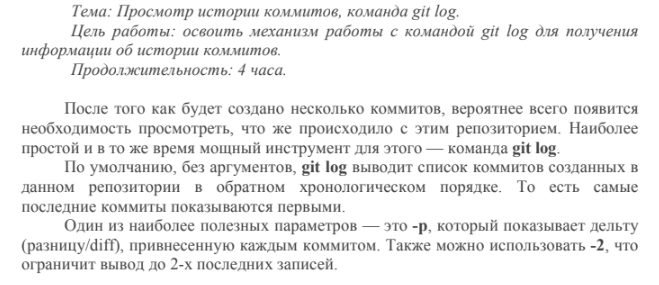 Тема: Просмотр истории коммитов, команда git log.
Цель работы: освоить механизм работы с командой git log для получения
информации об истории коммитов.
Продолжительность: 4 часа.
После того как будет создано несколько коммитов, вероятнее всего появится
необходимость просмотреть, что же происходило с этим репозиторием. Наиболее
простой и в то же время мощный инструмент для этого — команда git log.
По умолчанию, без аргументов, git log выводит список коммитов созданных в
данном репозитории в обратном хронологическом порядке. То есть самые
последние коммиты показываются первыми.
Один из наиболее полезных параметров — это -p, который показывает дельту
(разницу/diff), привнесенную каждым коммитом. Также можно использовать -2, что
ограничит вывод до 2-х последних записей.